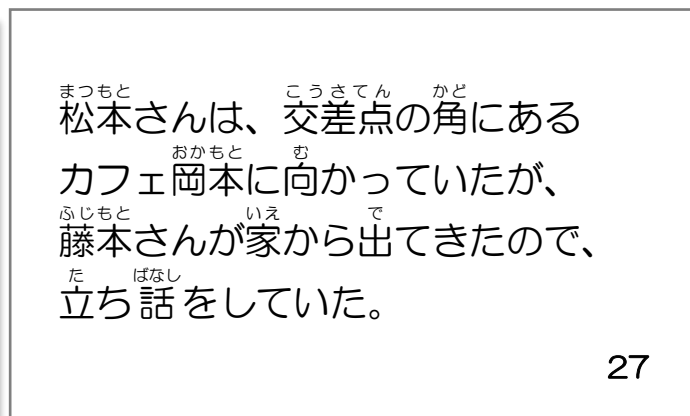 松本さんは、交差点の角にある
カフェ岡本に向かっていたが、
藤本さんが家から出てきたので、
立ち話をしていた。
27